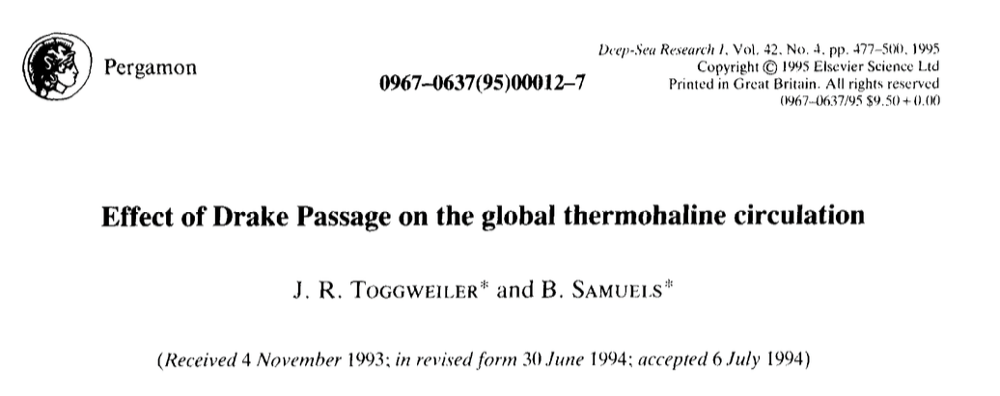 Pergamon
Deep-Sea Research I, Vol. 42, No. 4, pp. 477–500, 1995
Copyright © 1995 Elsevier Science Ltd
0967–0637(95)00012–7
Printed in Great Britain. All rights reserved
0967–0637/95 $9.50 + 0.00
Effect of Drake Passage on the global thermohaline circulation
J. R. TOGGWEILER* and B. SAMUELS*
(Received 4 November 1993; in revised form 30 June 1994; accepted 6 July 1994)